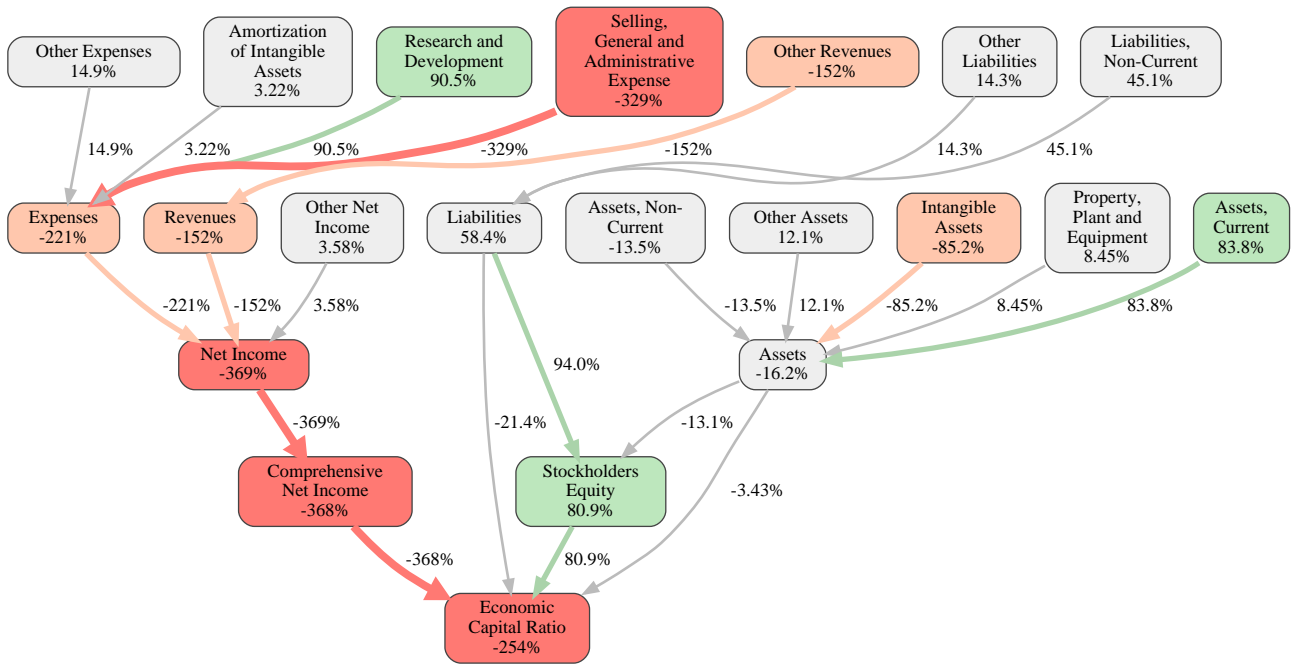 Other Expenses
14.9%
Amortization
of Intangible
Assets
3.22%
Research and
Development
90.5%
Selling,
General and
Administrative
Expense
-329%
Other Revenues
-152%
Other
Liabilities
14.3%
Liabilities,
Non-Current
45.1%
14.9%
3.22%
90.5%
-329%
-152%
14.3%
45.1%
Expenses
-221%
Revenues
-152%
Other Net
Income
3.58%
Liabilities
58.4%
Assets, Non-
Current
-13.5%
Other Assets
12.1%
Intangible
Assets
-85.2%
Property,
Plant and
Equipment
8.45%
Assets,
Current
83.8%
-221%
-152%
3.58%
-13.5%
12.1%
-85.2%
8.45%
83.8%
Net Income
-369%
94.0%
Assets
-16.2%
-369%
-21.4%
-13.1%
-3.43%
Comprehensive
Net Income
-368%
Stockholders
Equity
80.9%
-368%
80.9%
Economic
Capital Ratio
-254%